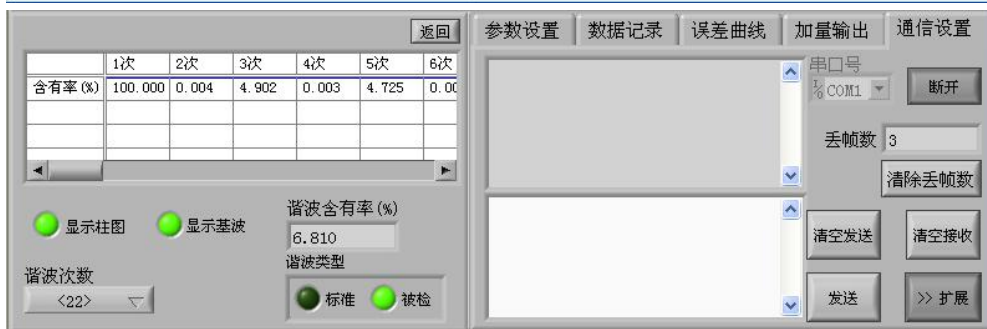 返回
1次 2次 3次 4次 5次 6次
含有率(%) 100.000 0.004 4.902 0.003 4.725 0.00
显示柱图 显示基波
谐波含有率(%)
6.810
谐波类型
标准 被检
谐波次数
<22>
参数设置 数据记录 误差曲线 加量输出 通信设置
串口号
I/O COM1
断开
丢帧数 3
清除丢帧数
清空发送 清空接收
发送 >> 扩展